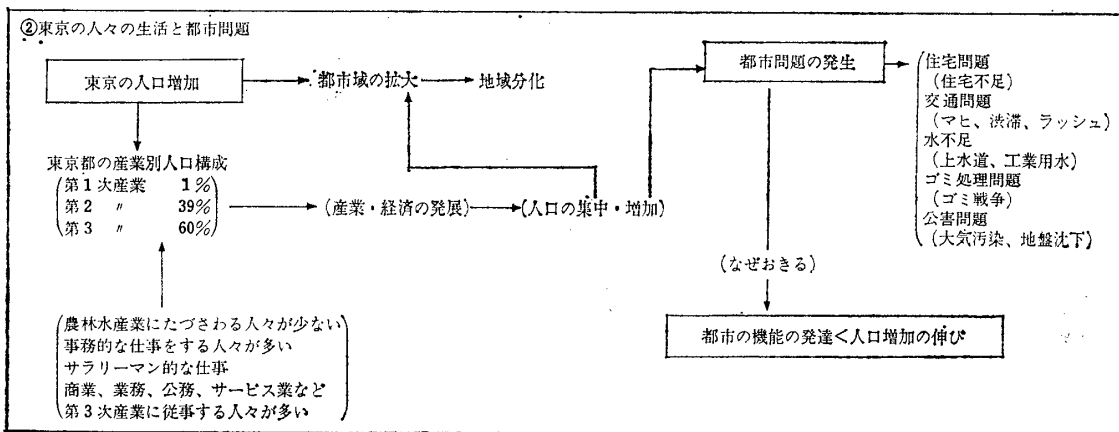 ②東京の人々の生活と都市問題
東京の人口増加
都市域の拡大
地域分化
都市問題の発生
住宅問題
(住宅不足)
交通問題
(マヒ、渋滞、ラッシュ)
水不足
(上水道、工業用水)
ゴミ処理問題
(ゴミ戦争)
公害問題
(大気汚染、地盤沈下)
東京都の産業別人口構成
第1次産業 1%
第2 〃 39%
第3 〃 60%
(産業・経済の発展)
(人口の集中・増加)
(なぜおきる)
都市の機能の発達<人口増加の伸び
農林水産業にたづさわる人々が少ない
事務的な仕事をする人々が多い
サラリーマン的な仕事
商業、業務、公務、サービス業など
第3次産業に従事する人々が多い